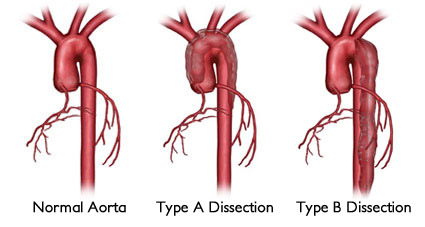 Normal Aorta
Type A Dissection
Type B Dissection